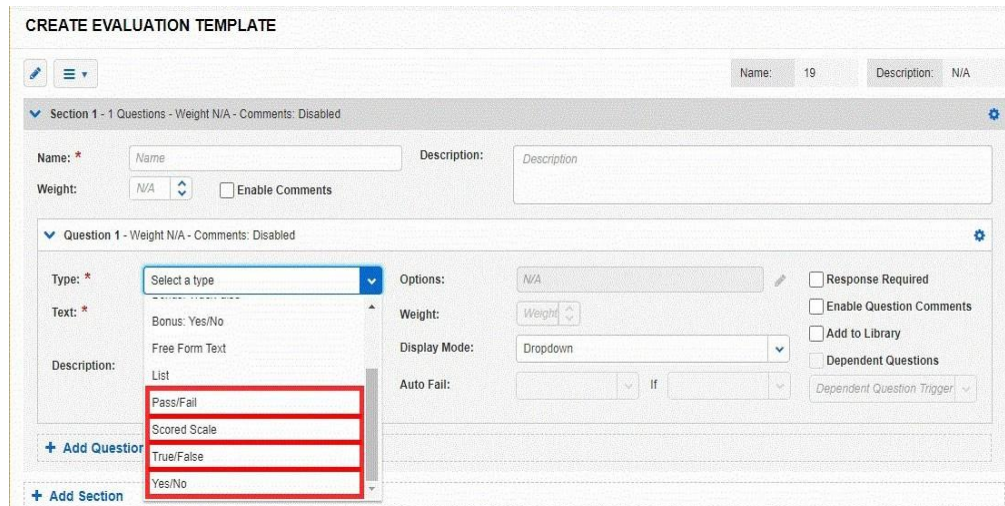 CREATE EVALUATION TEMPLATE
Name: 19 Description: N/A
Section 1 - 1 Questions - Weight N/A - Comments: Disabled
Name: * Name Description: Description
Weight: N/A Enable Comments
Question 1 - Weight N/A - Comments: Disabled
Type: * Select a type Options: N/A Response Required
Text: * Bonus: Yes/No Weight: Weight Enable Question Comments
Free Form Text Display Mode: Dropdown Add to Library
Description: List Dependent Questions
Pass/Fail Auto Fail: If Dependent Question Trigger
Scored Scale
+ Add Question True/False
Yes/No
+ Add Section